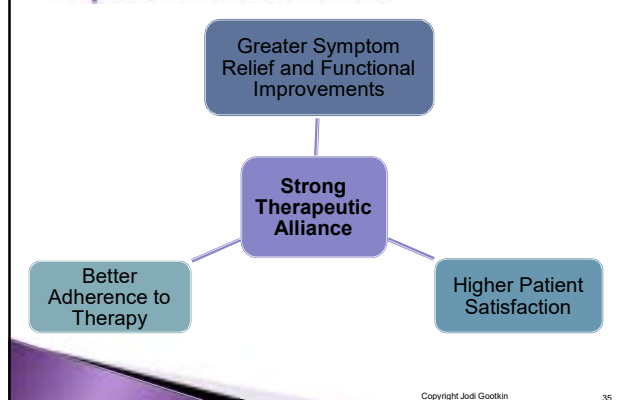 Greater Symptom
Relief and Functional
Improvements
Strong
Therapeutic
Alliance
Better
Adherence to
Therapy
Higher Patient
Satisfaction
Copyright Jodi Gootkin
35